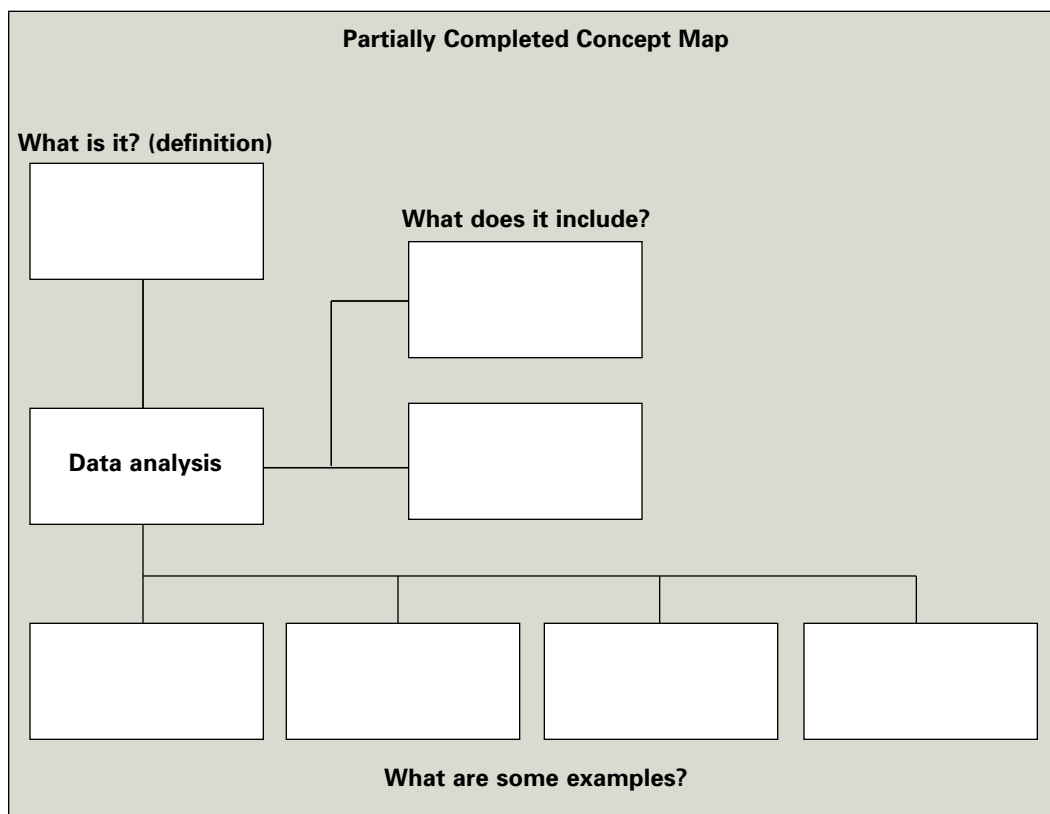 Partially Completed Concept Map
What is it? (definition)
What does it include?
Data analysis
What are some examples?